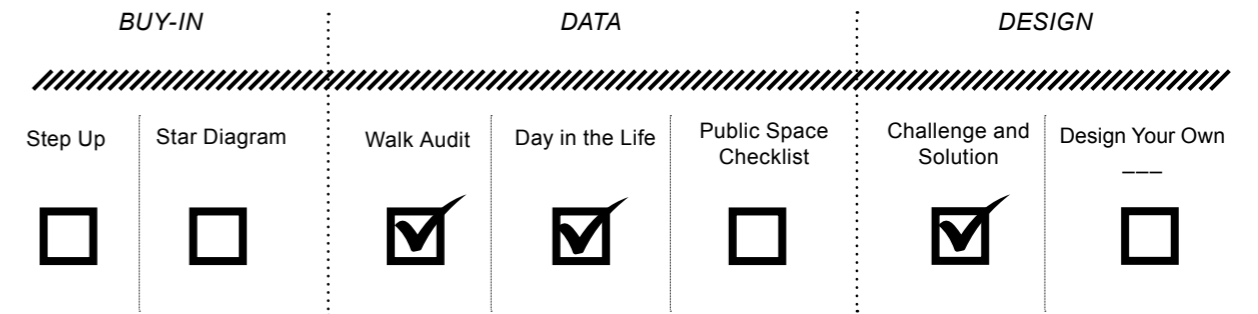 BUY-IN
DATA
DESIGN
Step Up
Star Diagram
Walk Audit
Day in the Life
Public Space
Checklist
Challenge and
Solution
Design Your Own
___